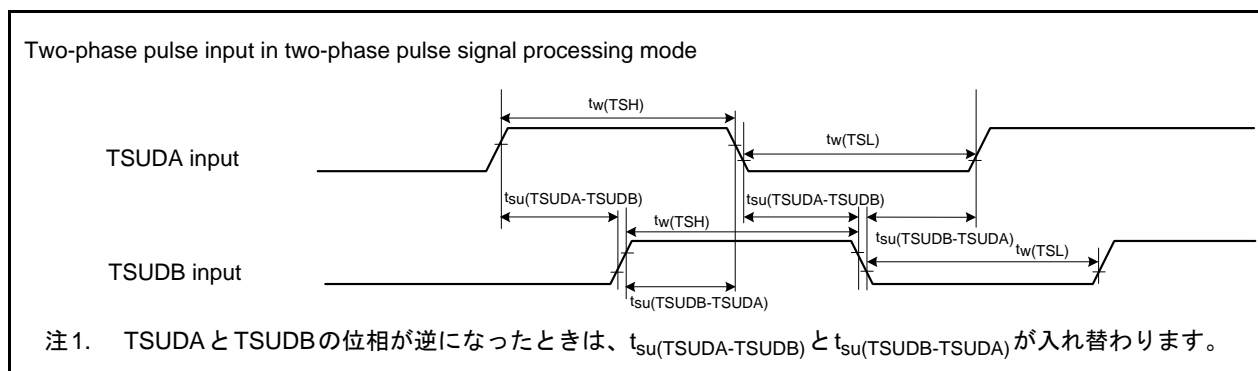 Two-phase pulse input in two-phase pulse signal processing mode
tw(TSH)
TSUDA input
tw(TSL)
tsu(TSUDA-TSUDB)
tsu(TSUDA-TSUDB)
tw(TSH)
tsu(TSUDB-TSUDA)
tw(TSL)
TSUDB input
tsu(TSUDB-TSUDA)
注1. TSUDAとTSUDBの位相が逆になったときは、tsu(TSUDA-TSUDB)とtsu(TSUDB-TSUDA)が入れ替わります。